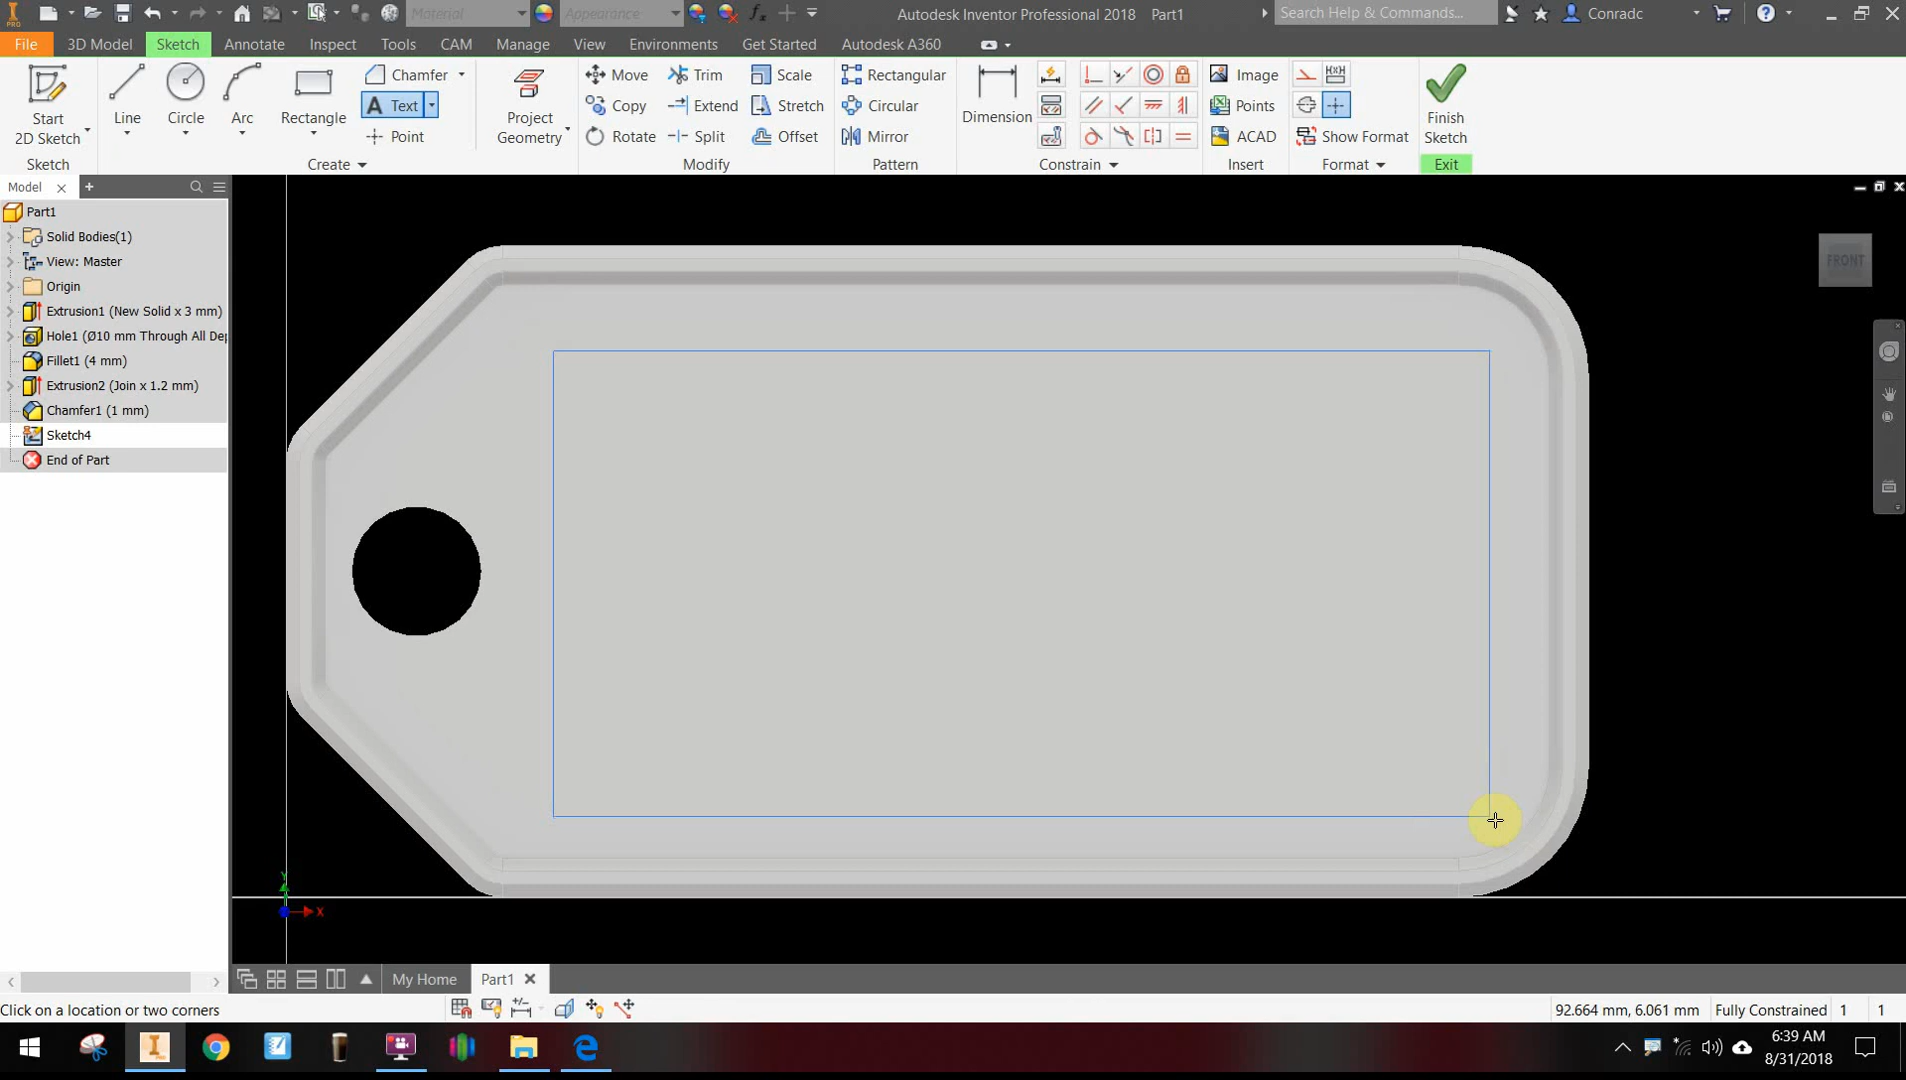 Material
Appearance
Autodesk Inventor Professional 2018 Part1
Search Help & Commands...
Conradc
PRO
File
3D Model
Sketch
Annotate
Inspect
Tools
CAM
Manage
View
Environments
Get Started
Autodesk A360
Start
2D Sketch
Line
Circle
Arc
Rectangle
Chamfer
Text
Point
Project
Geometry
Move
Copy
Rotate
Trim
Extend
Split
Scale
Stretch
Offset
Rectangular
Circular
Mirror
Dimension
Image
Points
ACAD
Show Format
Finish
Sketch
Sketch
Create
Modify
Pattern
Constrain
Insert
Format
Exit
Model
Part1
Solid Bodies(1)
View: Master
Origin
Extrusion1 (New Solid x 3 mm)
Hole1 (Ø10 mm Through All Dep
Fillet1 (4 mm)
Extrusion2 (Join x 1.2 mm)
Chamfer1 (1 mm)
Sketch4
End of Part
FRONT
Y
X
My Home
Part1
Click on a location or two corners
92.664 mm, 6.061 mm
Fully Constrained
1
1
6:39 AM
8/31/2018